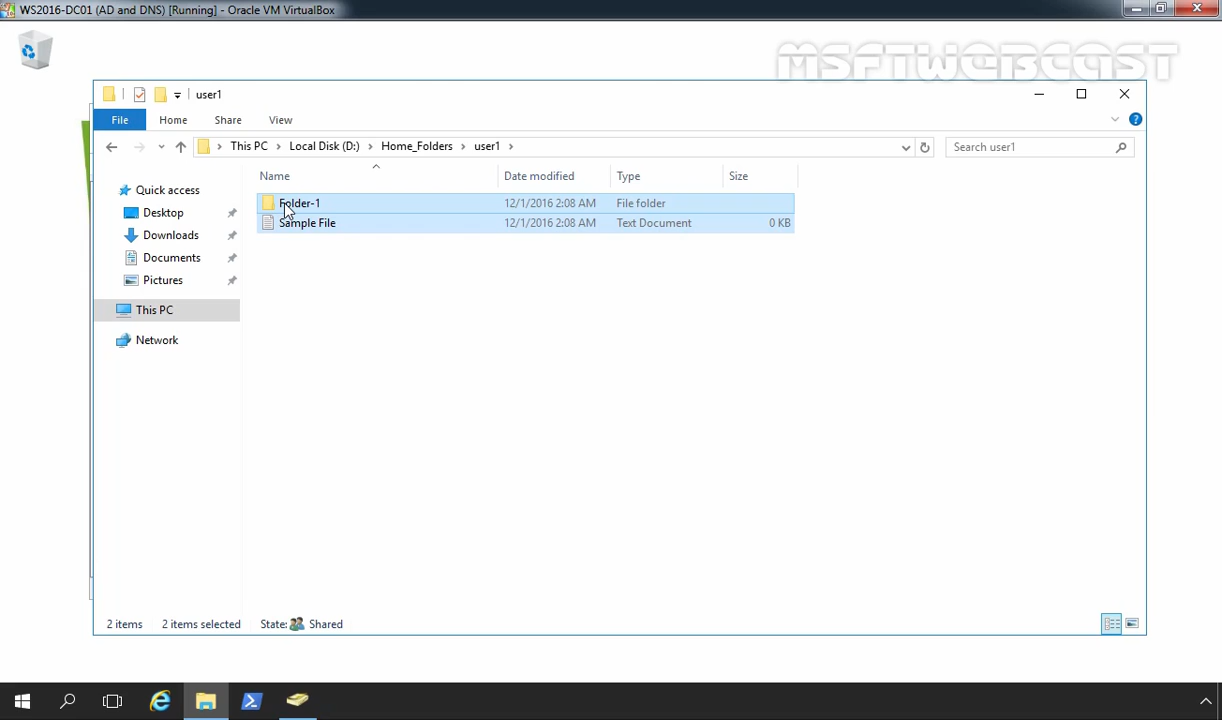 WS2016-DC01 (AD and DNS) [Running] - Oracle VM VirtualBox
MSFTWEBCAST
user1
File Home Share View
This PC Local Disk (D:) Home_Folders user1 Search user1
Name Date modified Type Size
Quick access
Folder-1 12/1/2016 2:08 AM File folder
Desktop
Sample File 12/1/2016 2:08 AM Text Document 0 KB
Downloads
Documents
Pictures
This PC
Network
2 items 2 items selected State: Shared